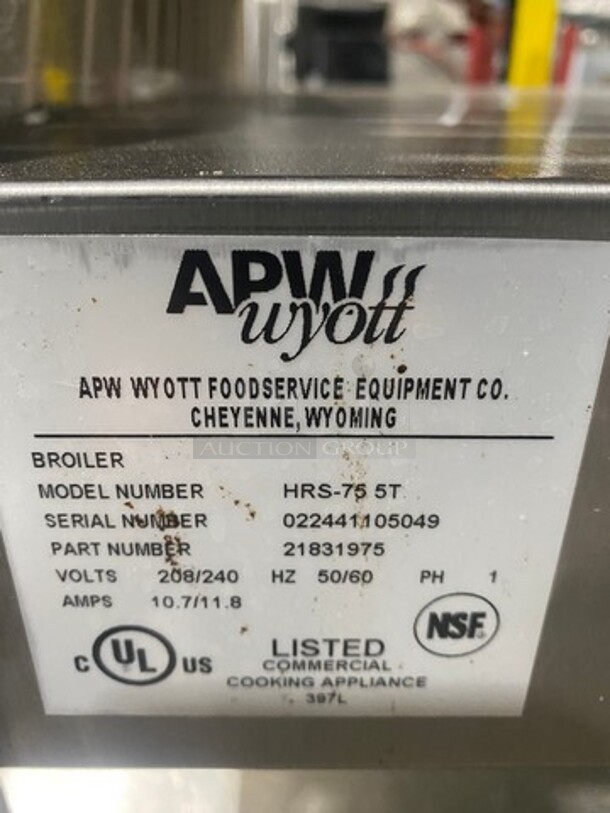 APW
wyott
APW WYOTT FOODSERVICE EQUIPMENT CO.
CHEYENNE, WYOMING
AUCTION GROUP
BROILER
MODEL NUMBER HRS-75 5T
SERIAL NUMBER 022441105049
PART NUMBER 21831975
VOLTS 208/240 HZ 50/60 PH 1
AMPS 10.7/11.8
NSF
C UL US LISTED
COMMERCIAL
COOKING APPLIANCE
397L